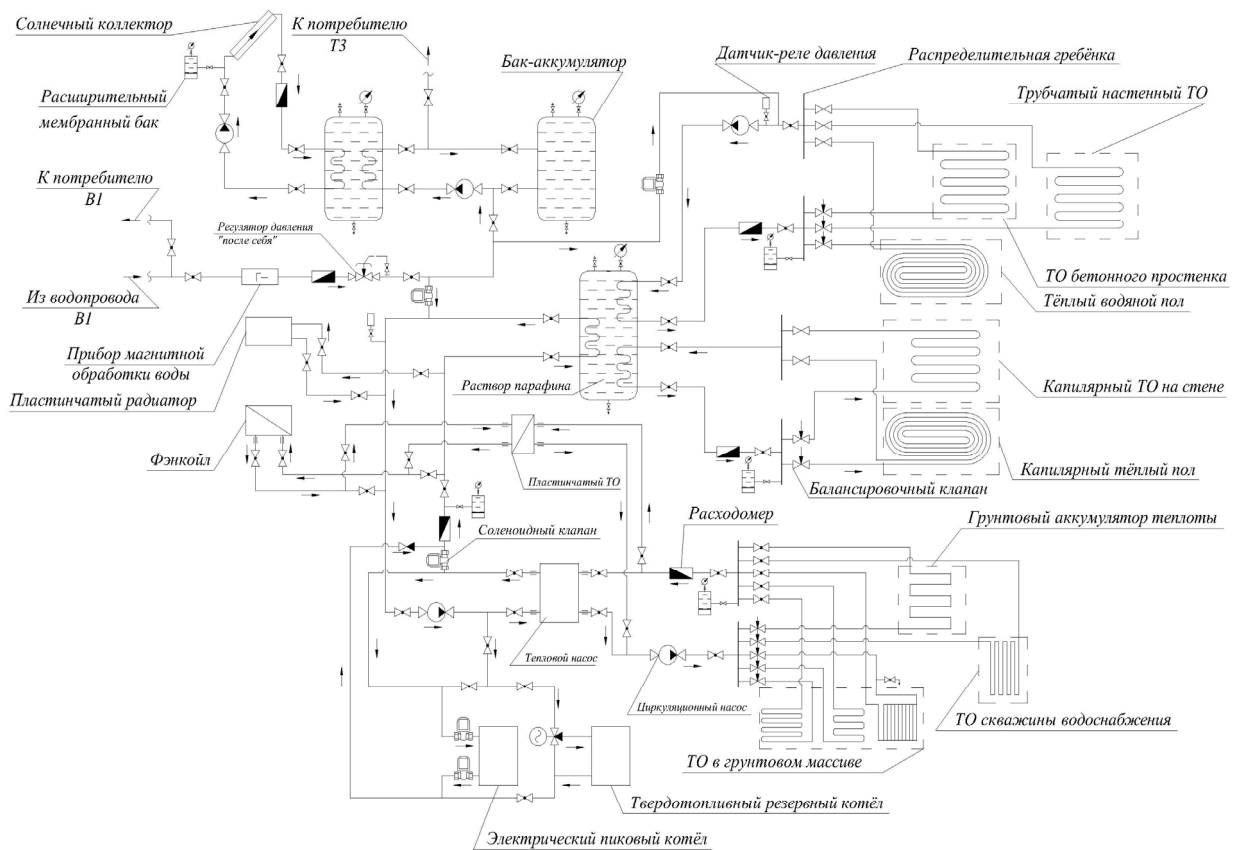 Солнечный коллектор
К потребителю
Т3
Бак-аккумулятор
Датчик-реле давления
Распределительная гребёнка
Трубчатый настенный ТО
Расширительный
мембранный бак
К потребителю
В1
Регулятор давления
"после себя"
Из водопровода
В1
ТО бетонного простенка
Тёплый водяной пол
Прибор магнитной
обработки воды
Пластинчатый радиатор
Раствор парафина
Капилярный ТО на стене
Фэнкойл
Пластинчатый ТО
Капилярный тёплый пол
Балансировочный клапан
Соленоидный клапан
Расходомер
Грунтовый аккумулятор теплоты
Тепловой насос
Циркуляционный насос
ТО скважины водоснабжения
ТО в грунтовом массиве
Твердотопливный резервный котёл
Электрический пиковый котёл